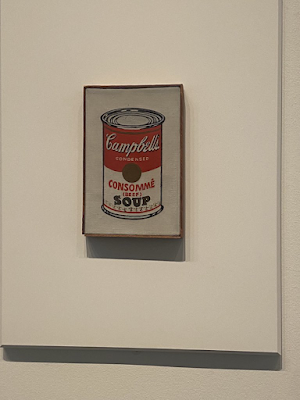 Campbell's
CONDENSED
CONSOMMÉ
(BEEF)
SOUP